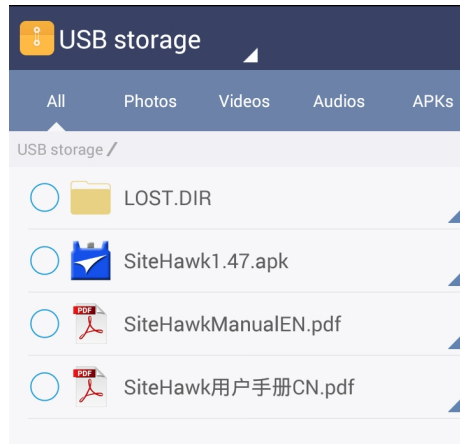 USB storage
All Photos Videos Audios APKs
USB storage /
LOST.DIR
SiteHawk1.47.apk
PDF
SiteHawkManualEN.pdf
PDF
SiteHawk用户手册CN.pdf